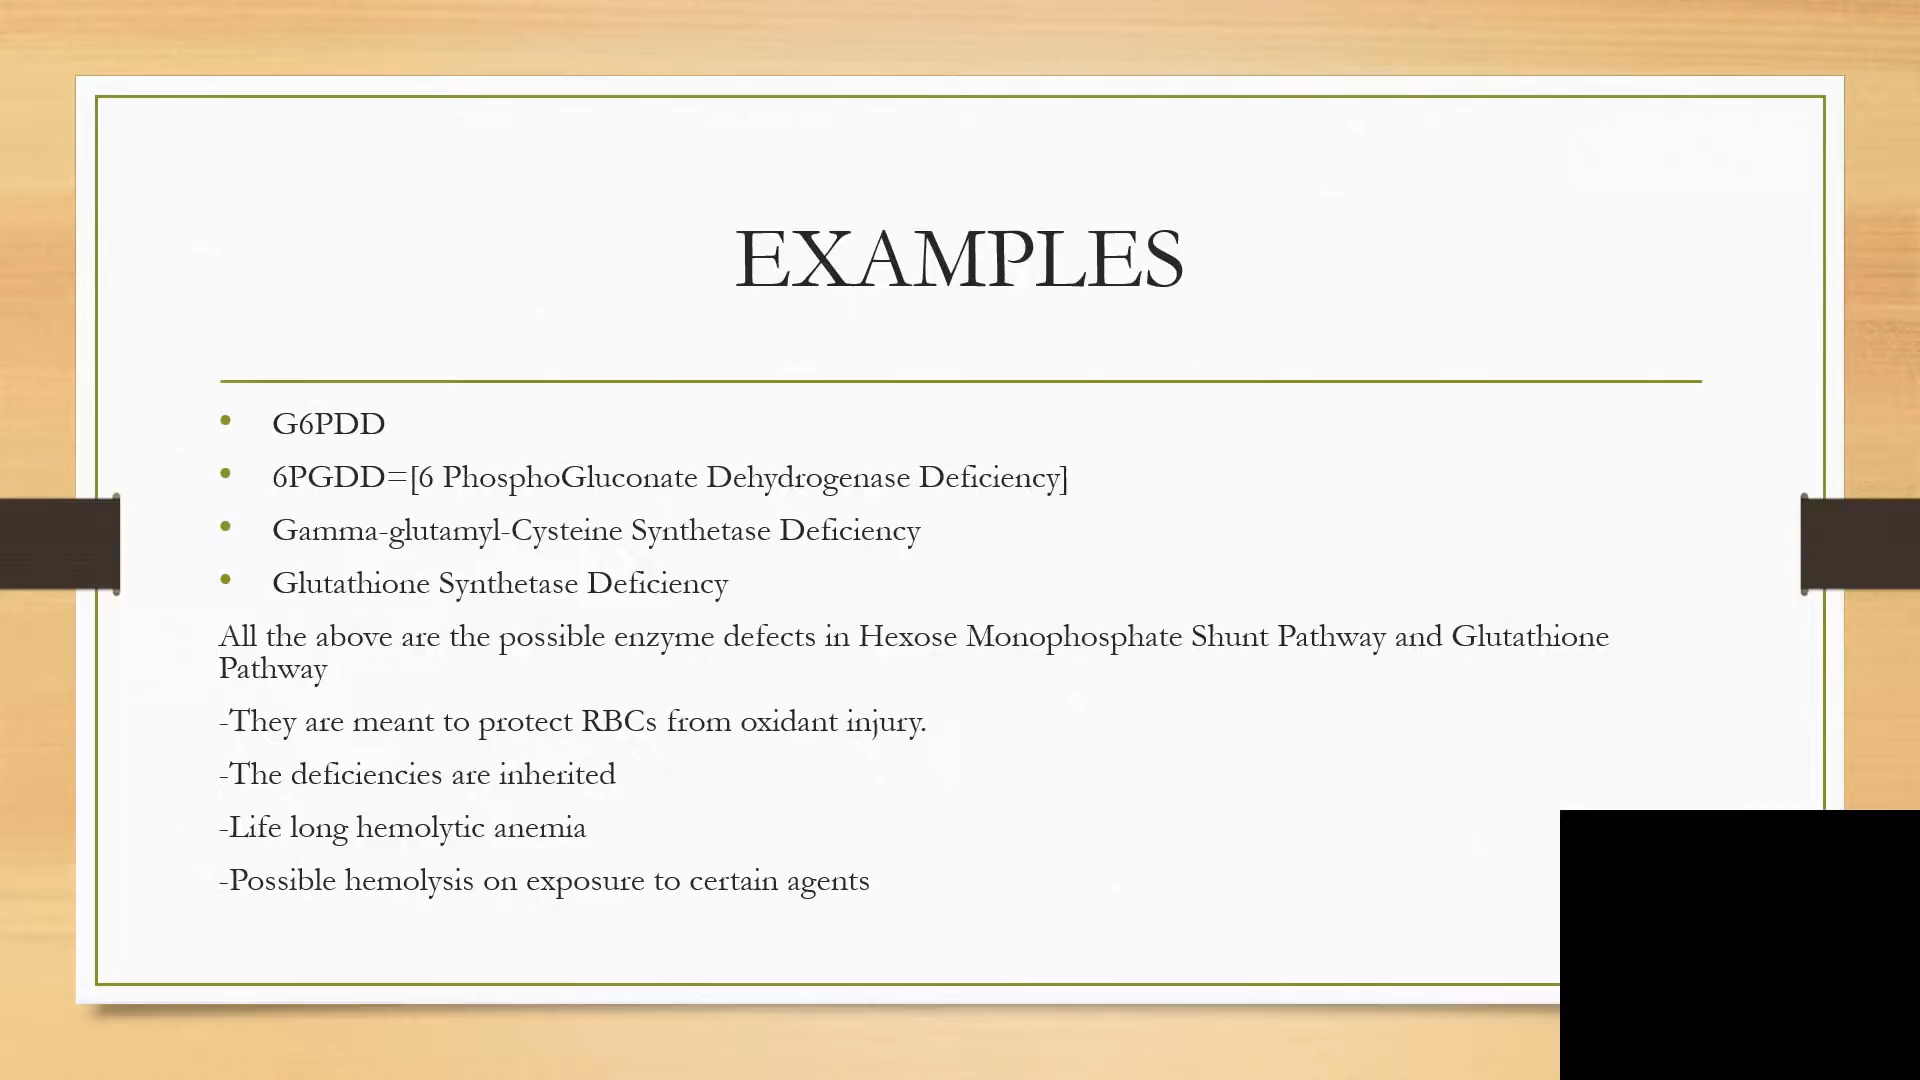 EXAMPLES
• G6PDD
• 6PGDD=[6 PhosphoGluconate Dehydrogenase Deficiency]
• Gamma-glutamyl-Cysteine Synthetase Deficiency
• Glutathione Synthetase Deficiency
All the above are the possible enzyme defects in Hexose Monophosphate Shunt Pathway and Glutathione
Pathway
-They are meant to protect RBCs from oxidant injury.
-The deficiencies are inherited
-Life long hemolytic anemia
-Possible hemolysis on exposure to certain agents